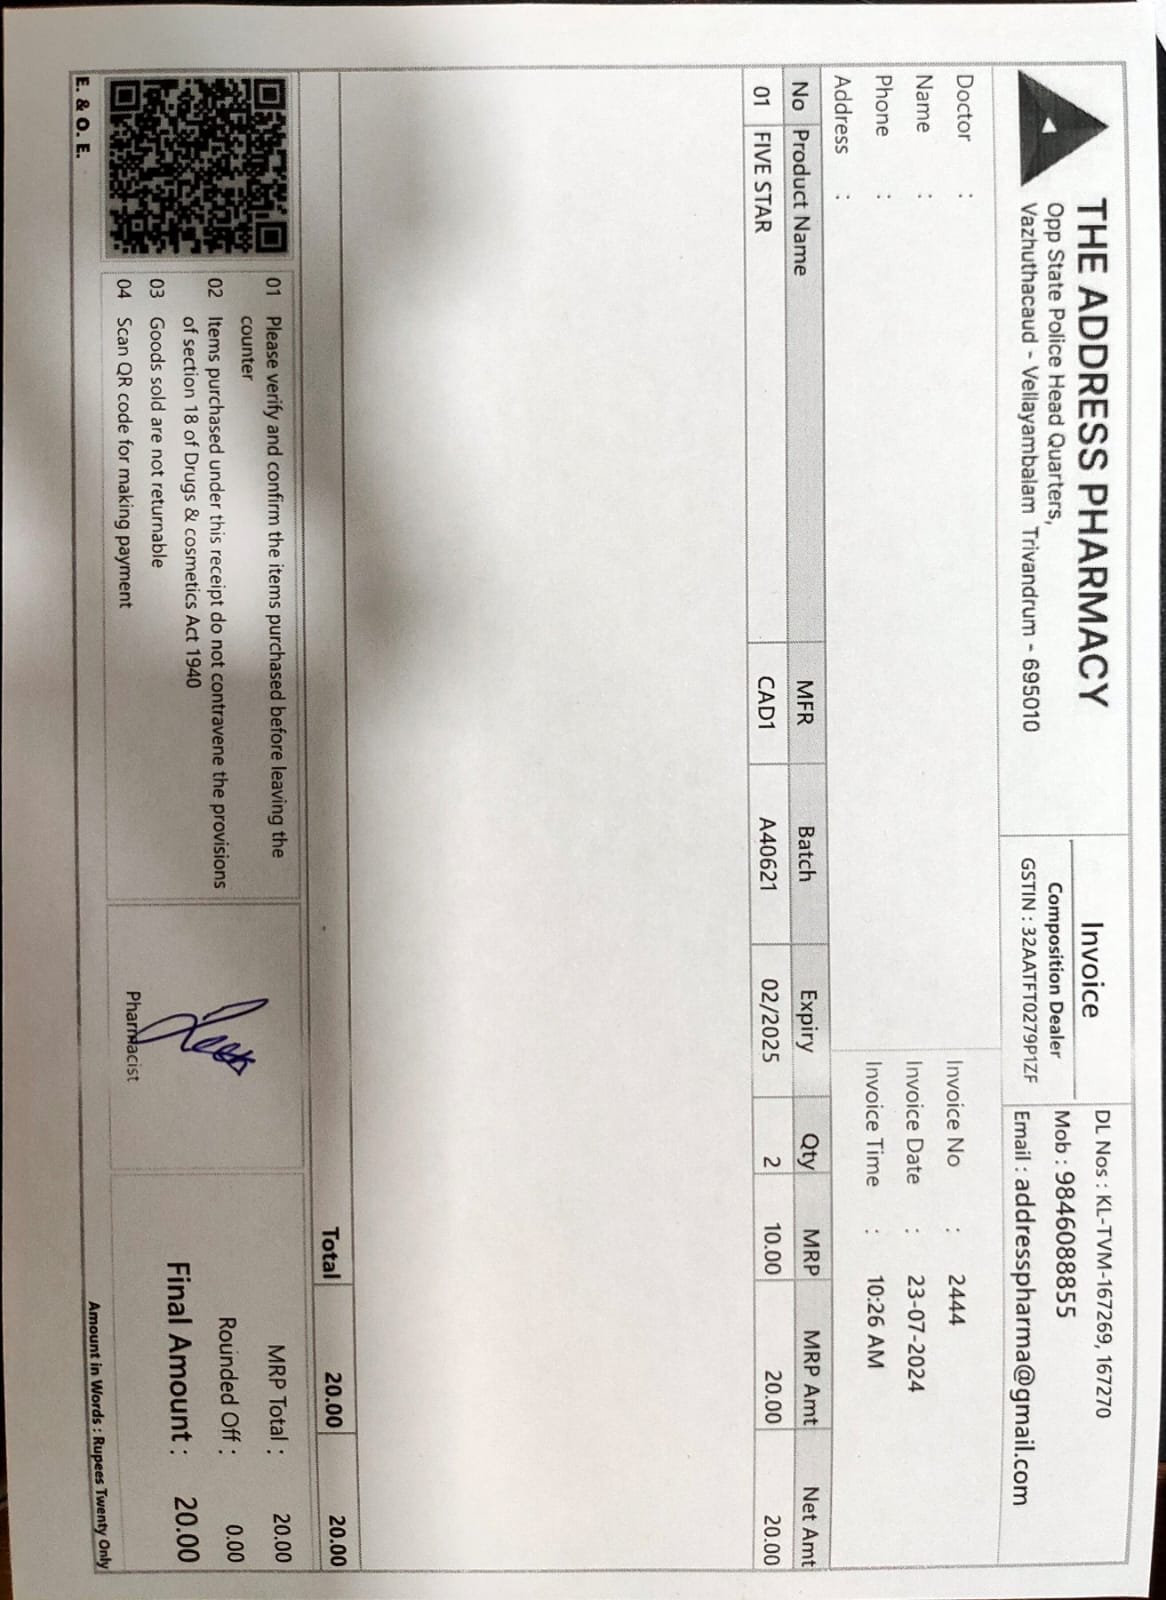 THE ADDRESS PHARMACY
Opp State Police Head Quarters,
Vazhuthacaud - Vellayambalam Trivandrum - 695010
Invoice
Composition Dealer
GSTIN : 32AATFT0279P1ZF
DL Nos : KL-TVM-167269, 167270
Mob : 9846088855
Email : addresspharma@gmail.com
Doctor :
Name :
Phone :
Address :
Invoice No : 2444
Invoice Date : 23-07-2024
Invoice Time : 10:26 AM
No Product Name MFR Batch Expiry Qty MRP MRP Amt Net Amt
01 FIVE STAR CAD1 A40621 02/2025 2 10.00 20.00 20.00
Total 20.00 20.00
01 Please verify and confirm the items purchased before leaving the
counter
02 Items purchased under this receipt do not contravene the provisions
of section 18 of Drugs & cosmetics Act 1940
03 Goods sold are not returnable
04 Scan QR code for making payment
Pharmacist
MRP Total : 20.00
Rounded Off : 0.00
Final Amount : 20.00
E. & O. E.
Amount in Words : Rupees Twenty Only